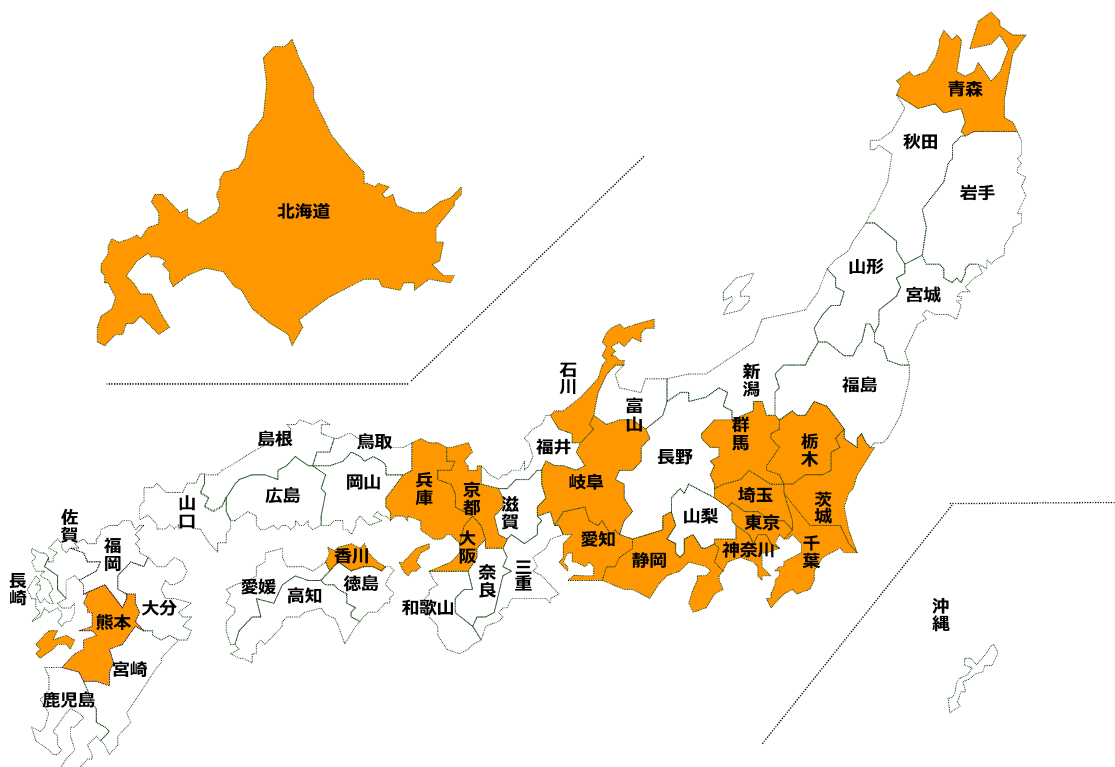 青森
秋田
岩手
北海道
山形
宮城
新潟
福島
石川
富山
群馬
栃木
福井
長野
島根
鳥取
岐阜
兵庫
京都
滋賀
岡山
広島
山口
埼玉
茨城
山梨
東京
佐賀
福岡
大阪
愛知
神奈川
千葉
静岡
香川
長崎
愛媛
高知
徳島
奈良
三重
和歌山
大分
熊本
沖縄
宮崎
鹿児島